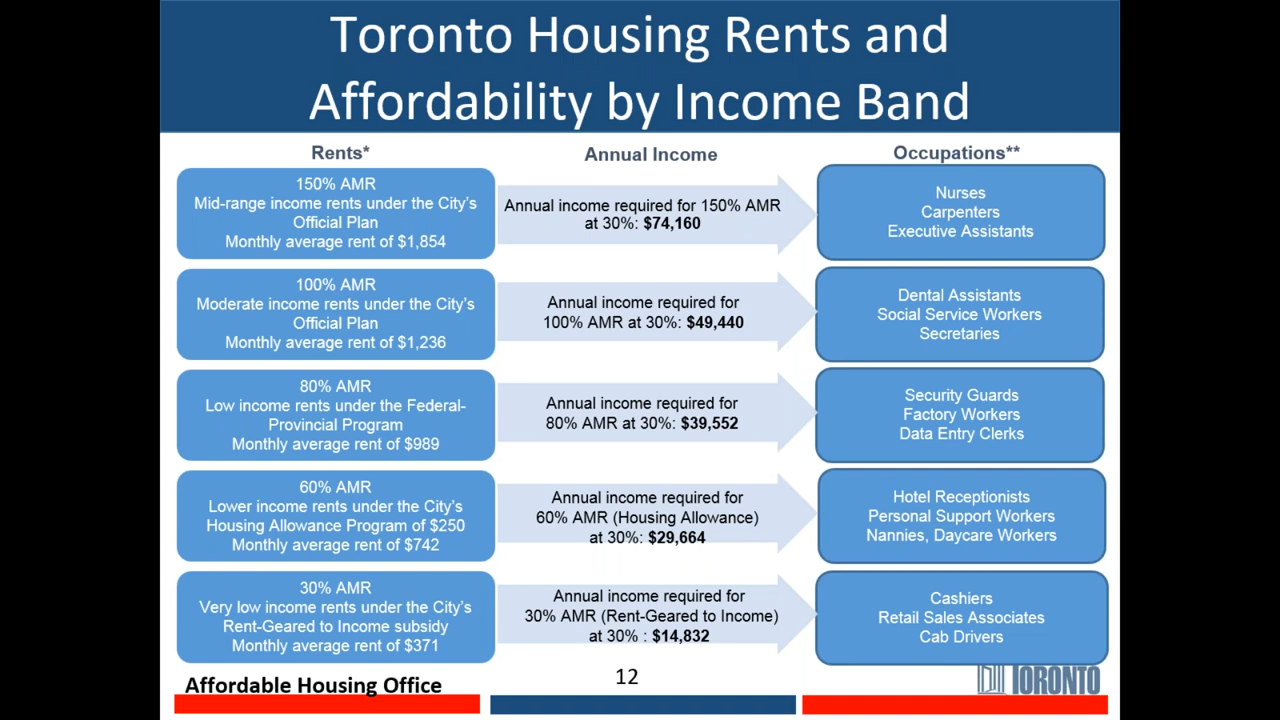 Toronto Housing Rents and
Affordability by Income Band
Rents*
Annual Income
Occupations**
150% AMR
Mid-range income rents under the City's
Official Plan
Monthly average rent of $1,854
Annual income required for 150% AMR
at 30%: $74,160
Nurses
Carpenters
Executive Assistants
100% AMR
Moderate income rents under the City's
Official Plan
Monthly average rent of $1,236
Annual income required for
100% AMR at 30%: $49,440
Dental Assistants
Social Service Workers
Secretaries
80% AMR
Low income rents under the Federal-
Provincial Program
Monthly average rent of $989
Annual income required for
80% AMR at 30%: $39,552
Security Guards
Factory Workers
Data Entry Clerks
60% AMR
Lower income rents under the City's
Housing Allowance Program of $250
Monthly average rent of $742
Annual income required for
60% AMR (Housing Allowance)
at 30%: $29,664
Hotel Receptionists
Personal Support Workers
Nannies, Daycare Workers
30% AMR
Very low income rents under the City's
Rent-Geared to Income subsidy
Monthly average rent of $371
Annual income required for
30% AMR (Rent-Geared to Income)
at 30% : $14,832
Cashiers
Retail Sales Associates
Cab Drivers
Affordable Housing Office
12
TORONTO